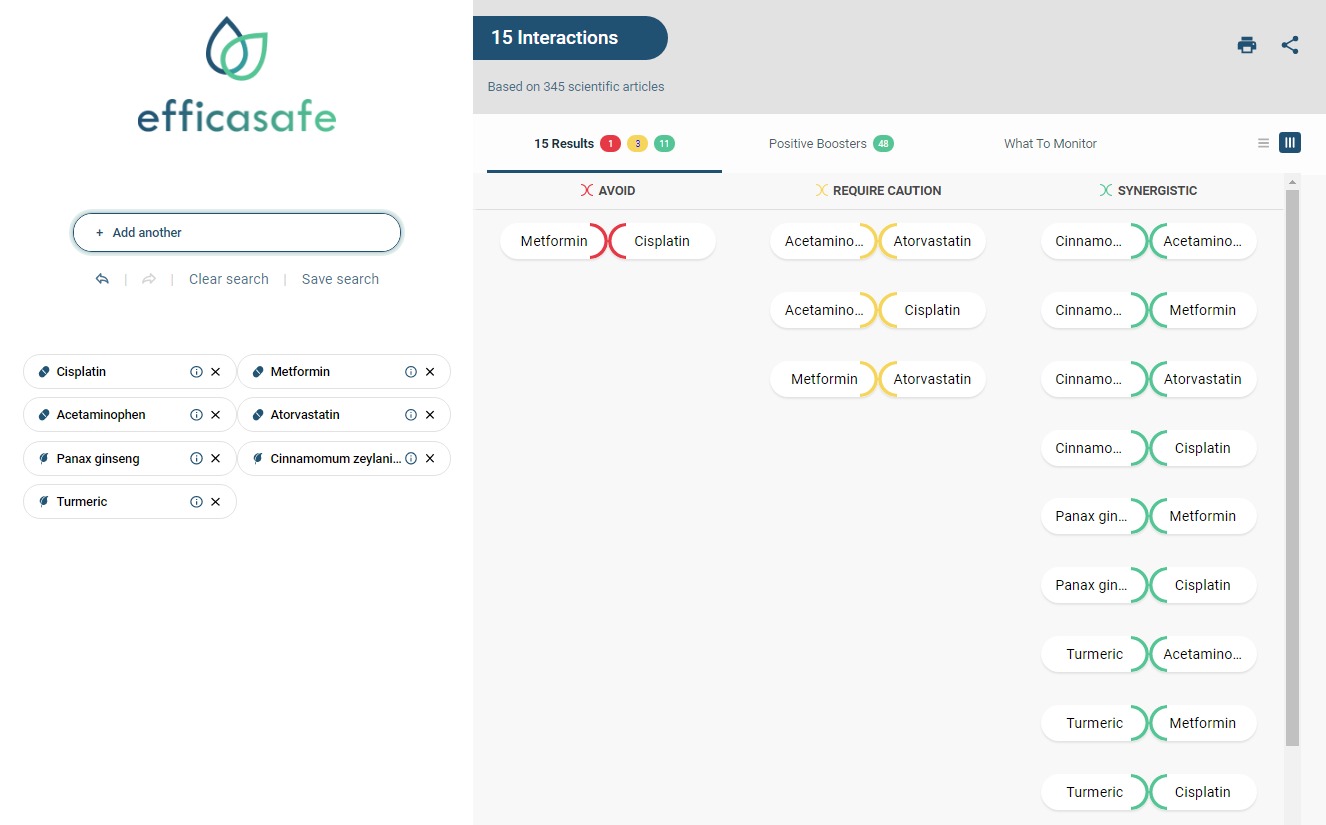 efficasafe
+ Add another
Clear search | Save search
Cisplatin
Metformin
Acetaminophen
Atorvastatin
Panax ginseng
Cinnamomum zeylani...
Turmeric
15 Interactions
Based on 345 scientific articles
15 Results 1 3 11
Positive Boosters 48
What To Monitor
AVOID
Metformin Cisplatin
REQUIRE CAUTION
Acetamino... Atorvastatin
Acetamino... Cisplatin
Metformin Atorvastatin
SYNERGISTIC
Cinnamo... Acetamino...
Cinnamo... Metformin
Cinnamo... Atorvastatin
Cinnamo... Cisplatin
Panax gin... Metformin
Panax gin... Cisplatin
Turmeric Acetamino...
Turmeric Metformin
Turmeric Cisplatin